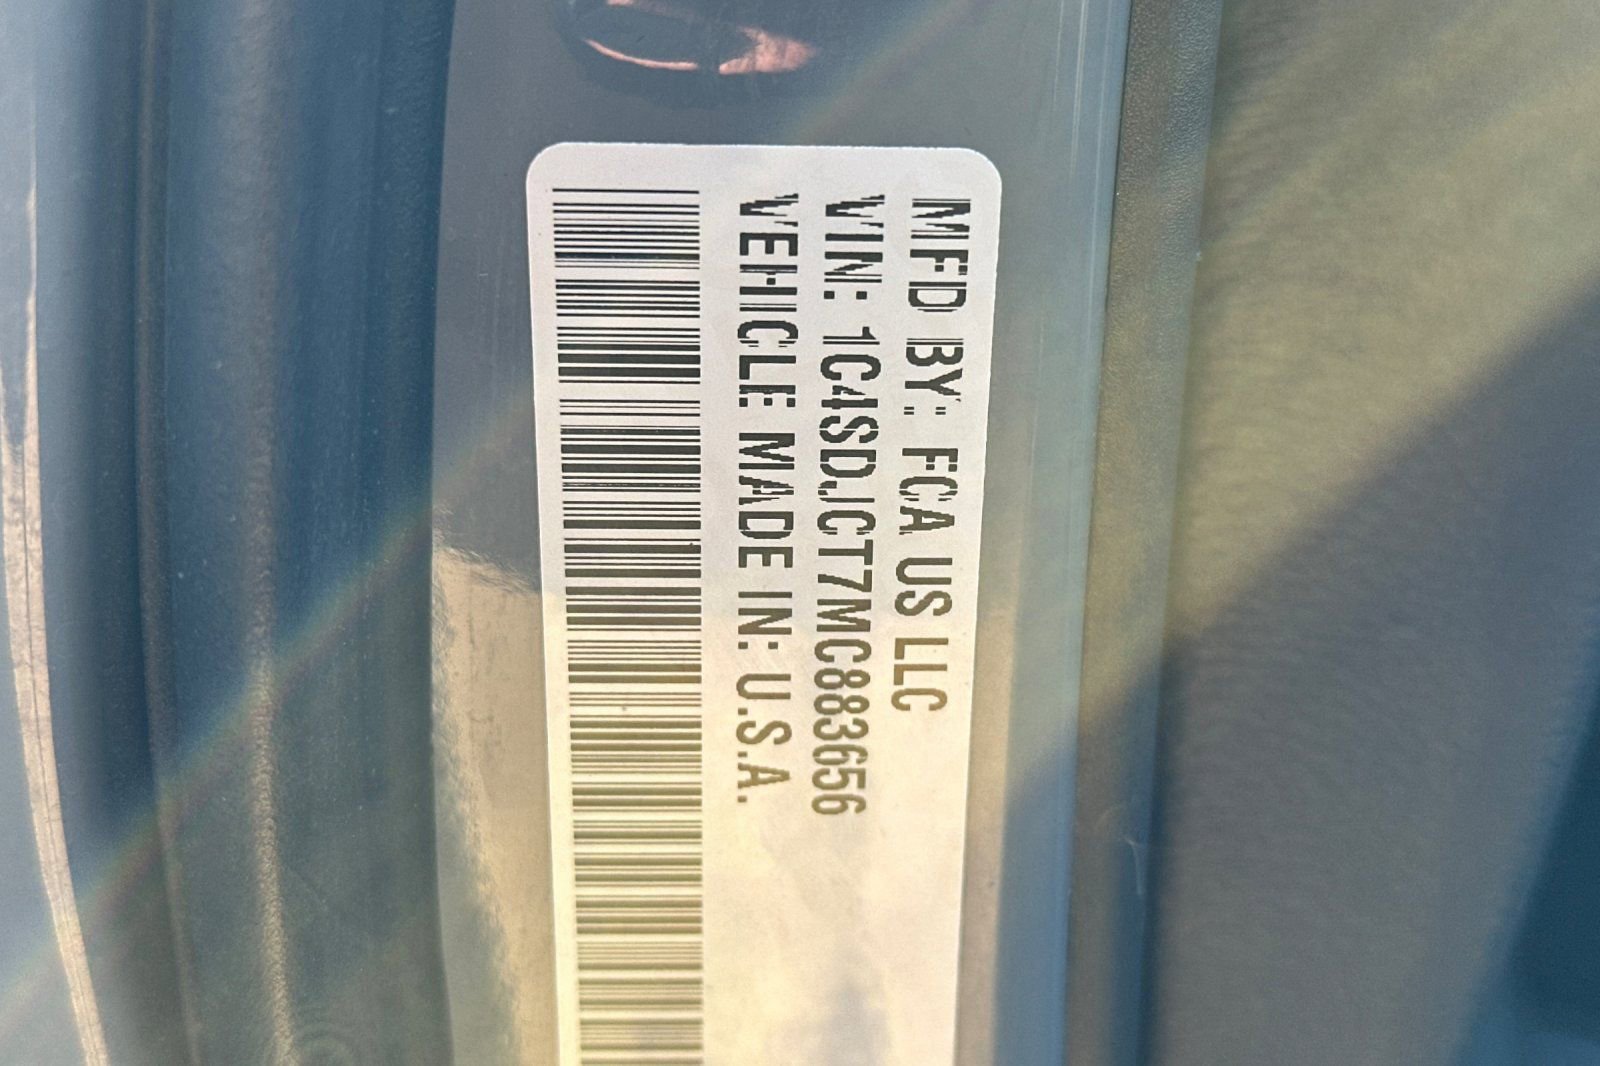 MFD BY: FCA US LLC
VIN: 1C4SDJCT7MC883656
VEHICLE MADE IN: U.S.A.